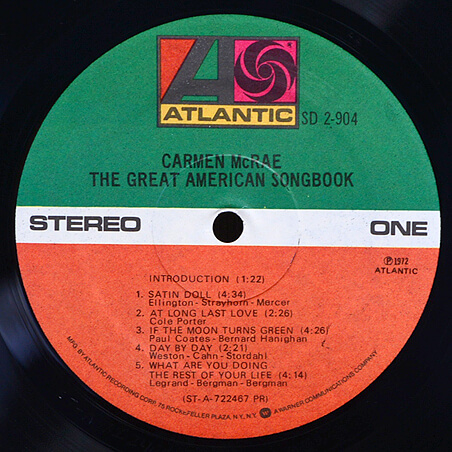 ATLANTIC
SD 2-904
CARMEN McRAE
THE GREAT AMERICAN SONGBOOK
STEREO
ONE
℗ 1972
ATLANTIC
INTRODUCTION (1:22)
1. SATIN DOLL (4:34)
Ellington - Strayhorn - Mercer
2. AT LONG LAST LOVE (2:26)
Cole Porter
3. IF THE MOON TURNS GREEN (4:26)
Paul Coates - Bernard Hanighan
4. DAY BY DAY (2:21)
Weston - Cahn - Stordahl
5. WHAT ARE YOU DOING
THE REST OF YOUR LIFE (4:14)
Legrand - Bergman - Bergman
(ST-A-722467 PR)
MFG. BY ATLANTIC RECORDING CORP., 75 ROCKEFELLER PLAZA, N.Y., N.Y. A WARNER COMMUNICATIONS COMPANY